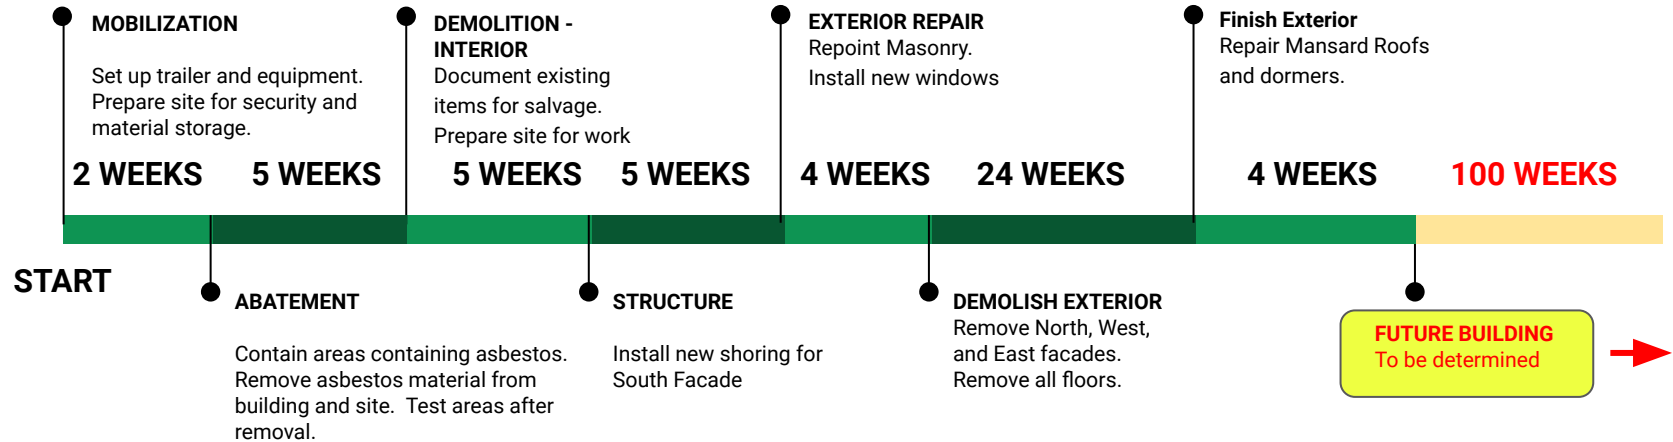 MOBILIZATION
Set up trailer and equipment.
Prepare site for security and
material storage.
DEMOLITION -
INTERIOR
Document existing
items for salvage.
Prepare site for work
EXTERIOR REPAIR
Repoint Masonry.
Install new windows
Finish Exterior
Repair Mansard Roofs
and dormers.
2 WEEKS
5 WEEKS
5 WEEKS
5 WEEKS
4 WEEKS
24 WEEKS
4 WEEKS
100 WEEKS
START
ABATEMENT
Contain areas containing asbestos.
Remove asbestos material from
building and site.  Test areas after
removal.
STRUCTURE
Install new shoring for
South Facade
DEMOLISH EXTERIOR
Remove North, West,
and East facades.
Remove all floors.
FUTURE BUILDING
To be determined